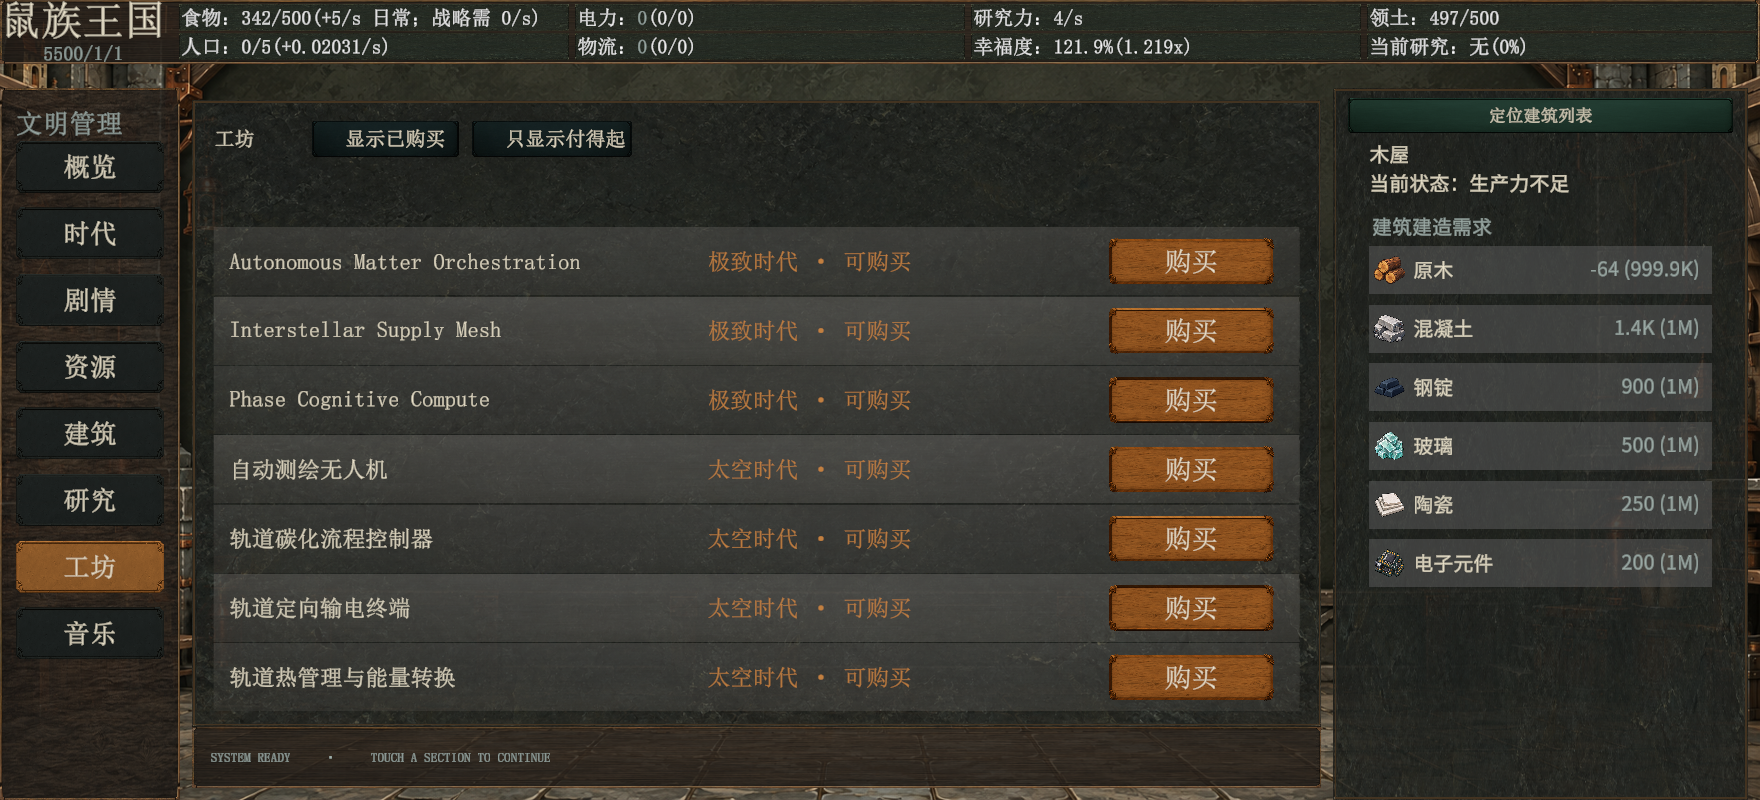 鼠族王国
5500/1/1
食物: 342/500(+5/s 日常; 战略需 0/s)
人口: 0/5(+0.02031/s)
电力: 0(0/0)
物流: 0(0/0)
研究力: 4/s
幸福度: 121.9%(1.219x)
领土: 497/500
当前研究: 无(0%)
文明管理
概览
时代
剧情
资源
建筑
研究
工坊
音乐
工坊
显示已购买
只显示付得起
Autonomous Matter Orchestration 极致时代 • 可购买 购买
Interstellar Supply Mesh 极致时代 • 可购买 购买
Phase Cognitive Compute 极致时代 • 可购买 购买
自动测绘无人机 太空时代 • 可购买 购买
轨道碳化流程控制器 太空时代 • 可购买 购买
轨道定向输电终端 太空时代 • 可购买 购买
轨道热管理与能量转换 太空时代 • 可购买 购买
SYSTEM READY • TOUCH A SECTION TO CONTINUE
定位建筑列表
木屋
当前状态: 生产力不足
建筑建造需求
原木 -64 (999.9K)
混凝土 1.4K (1M)
钢锭 900 (1M)
玻璃 500 (1M)
陶瓷 250 (1M)
电子元件 200 (1M)